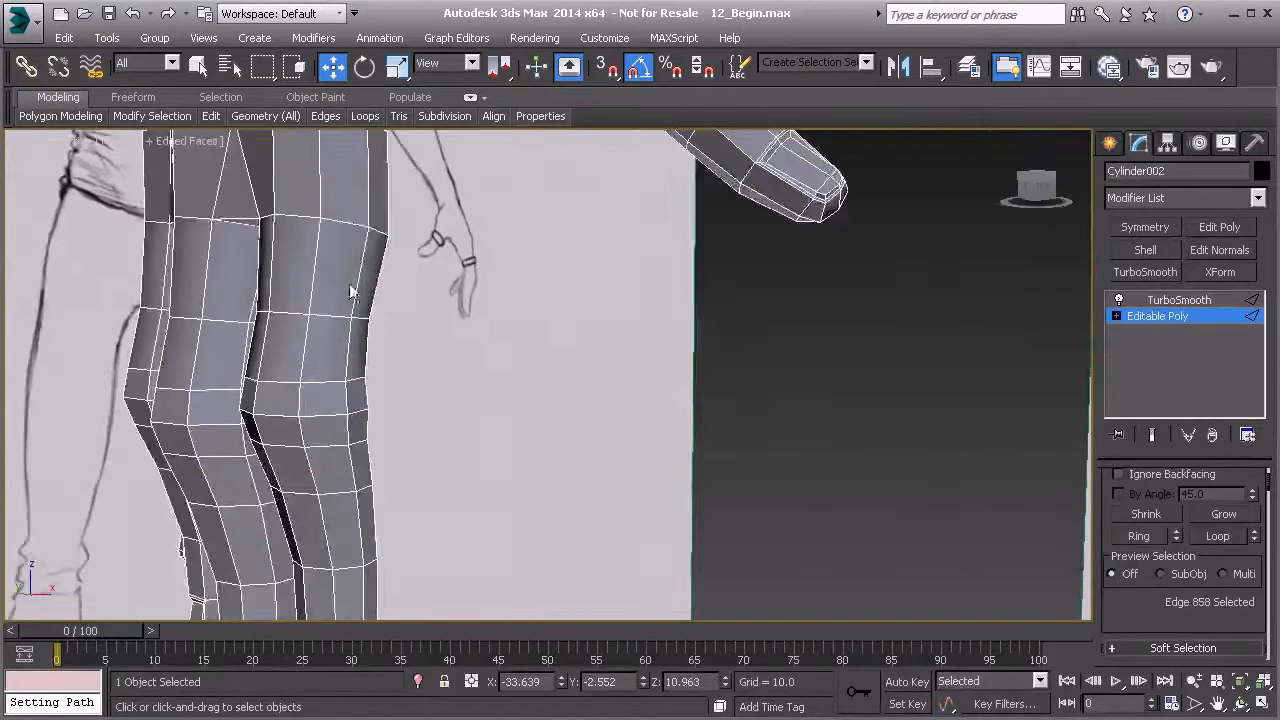 Workspace: Default
Autodesk 3ds Max 2014 x64 - Not for Resale 12_Begin.max
Type a keyword or phrase
Edit Tools Group Views Create Modifiers Animation Graph Editors Rendering Customize MAXScript Help
All View Create Selection Se
Modeling Freeform Selection Object Paint Populate
Polygon Modeling Modify Selection Edit Geometry (All) Edges Loops Tris Subdivision Align Properties
+ Edged Faces ]
Cylinder002
Modifier List
Symmetry Edit Poly
Shell Edit Normals
TurboSmooth XForm
TurboSmooth
Editable Poly
Ignore Backfacing
By Angle: 45.0
Shrink Grow
Ring Loop
Preview Selection
Off SubObj Multi
Edge 858 Selected
Soft Selection
z
x
0 / 100
0 5 10 15 20 25 30 35 40 45 50 55 60 65 70 75 80 85 90 95 100
1 Object Selected X: -33.639 Y: -2.552 Z: 10.963 Grid = 10.0 Auto Key Selected
Setting Path Click or click-and-drag to select objects Add Time Tag Set Key Key Filters... 0